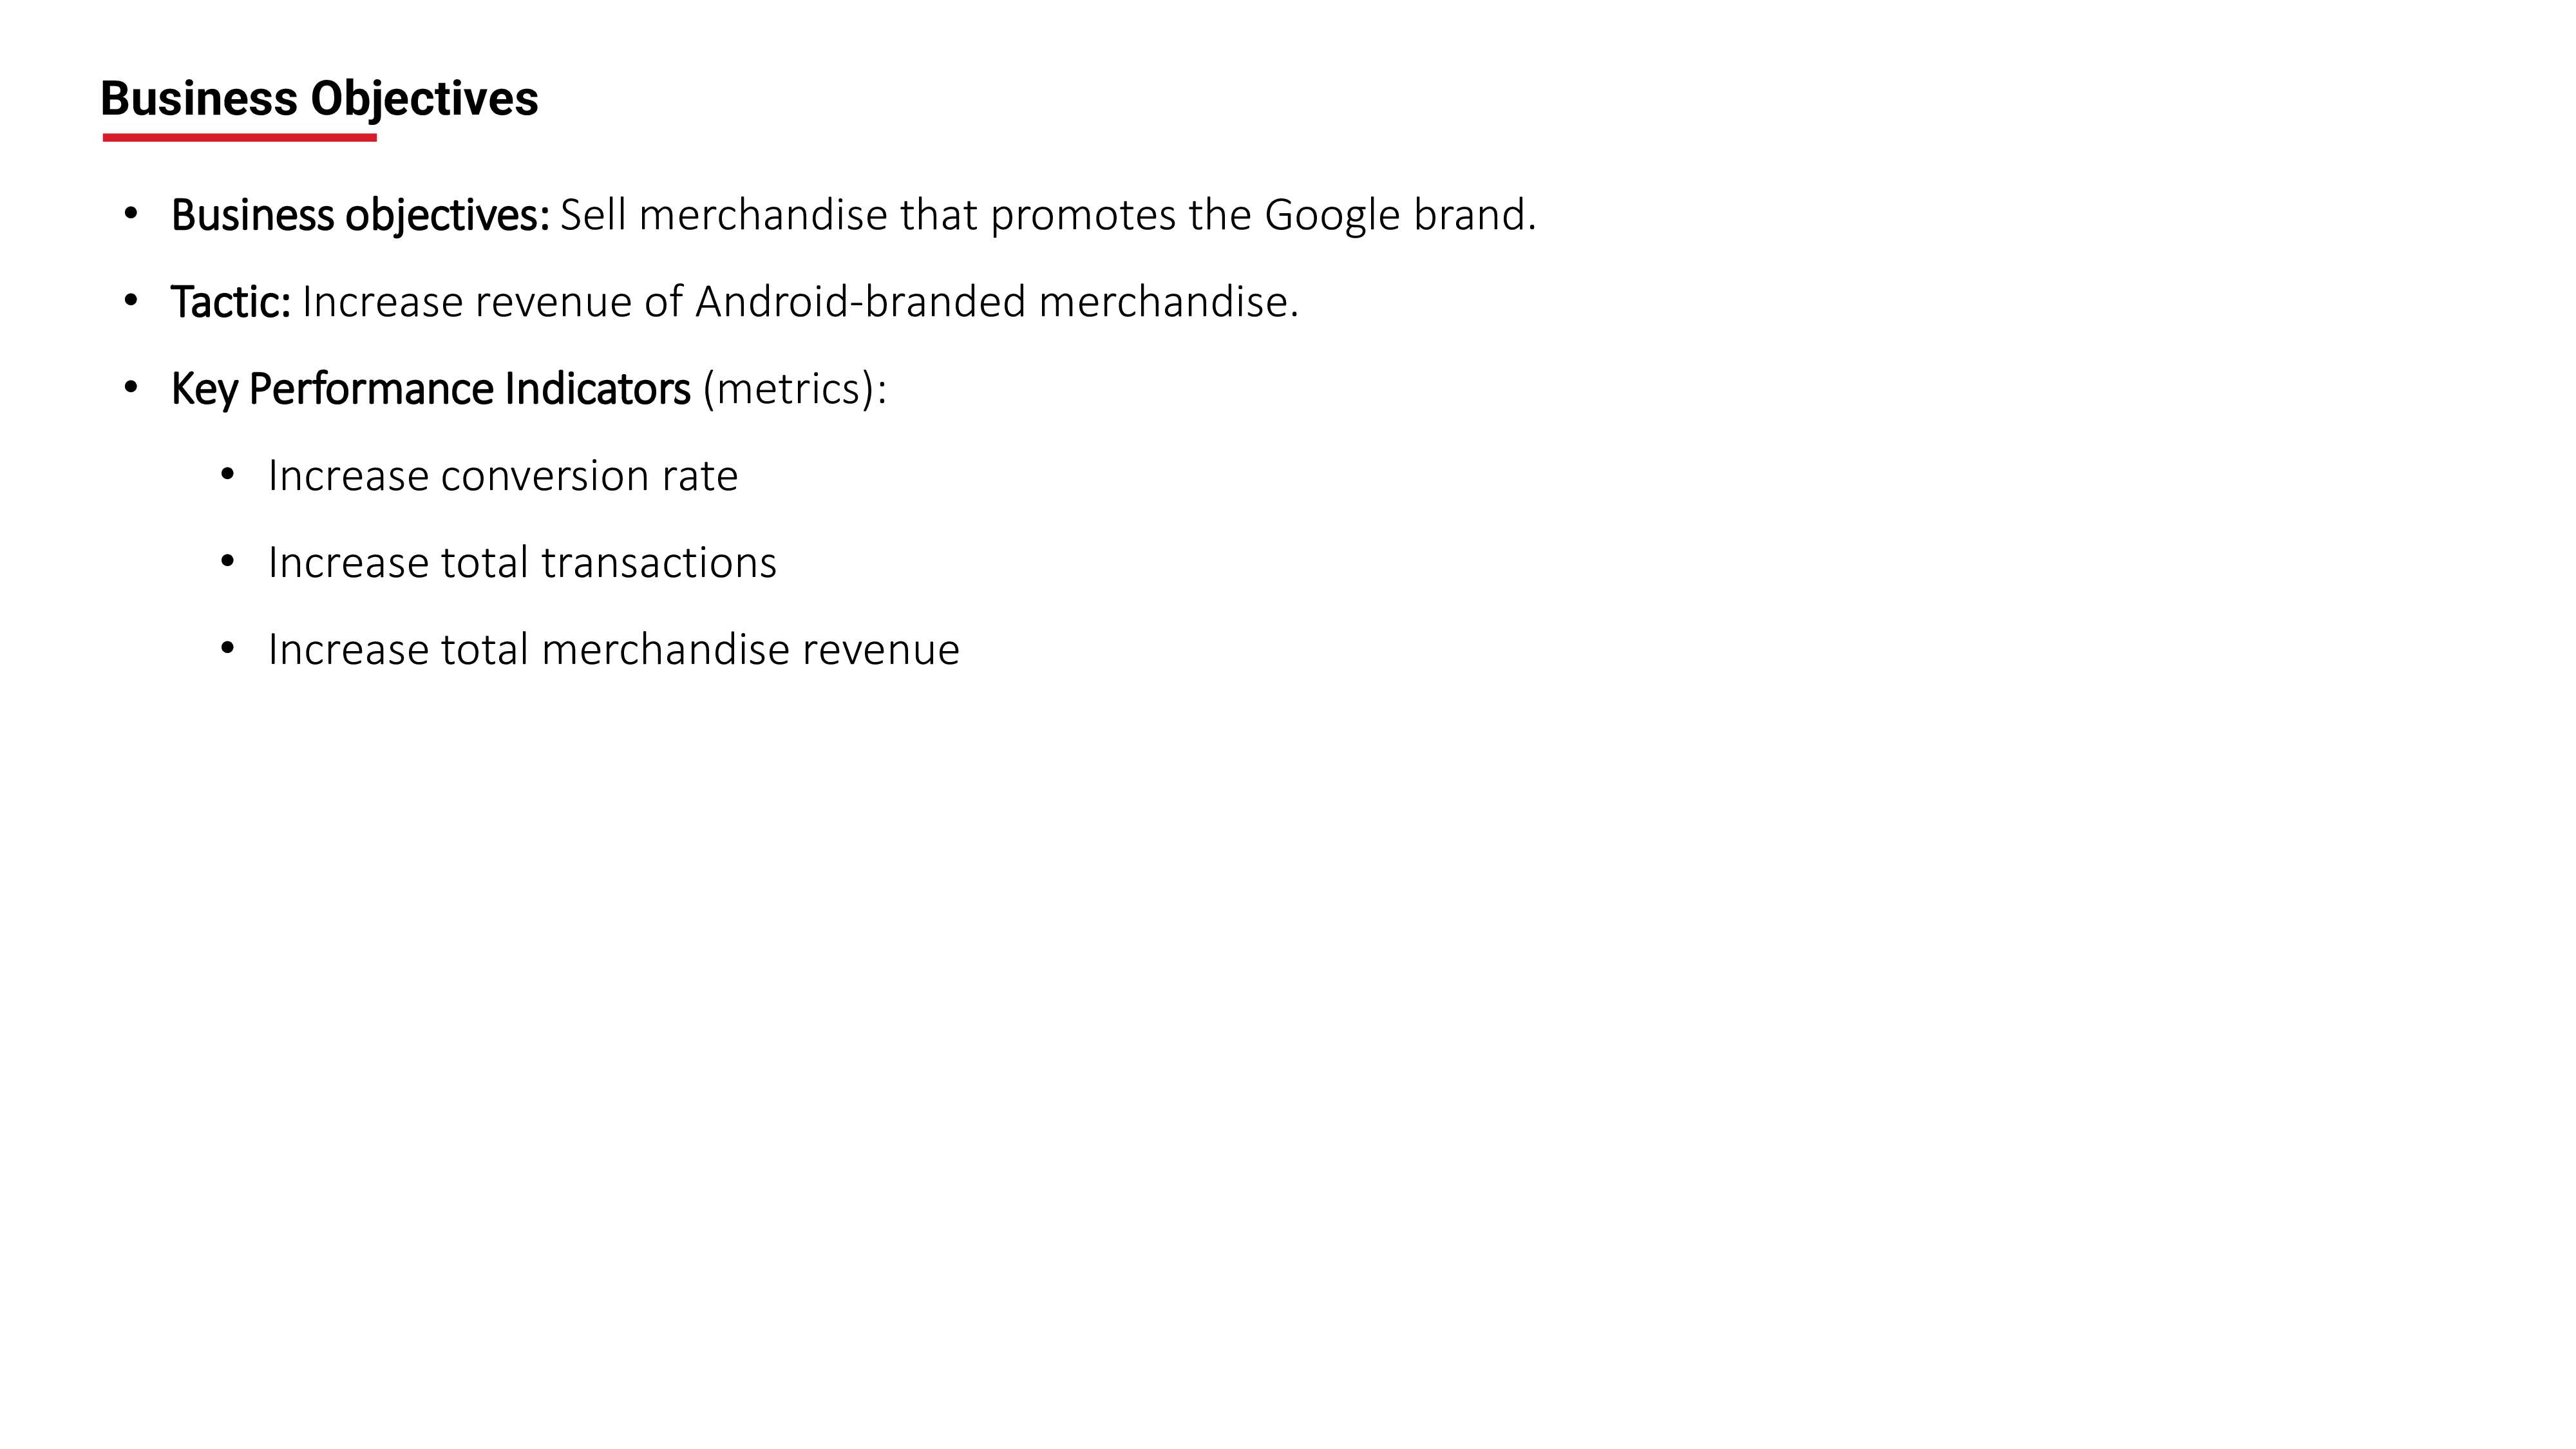 Business Objectives
• Business objectives: Sell merchandise that promotes the Google brand.
• Tactic: Increase revenue of Android-branded merchandise.
• Key Performance Indicators (metrics):
• Increase conversion rate
• Increase total transactions
• Increase total merchandise revenue